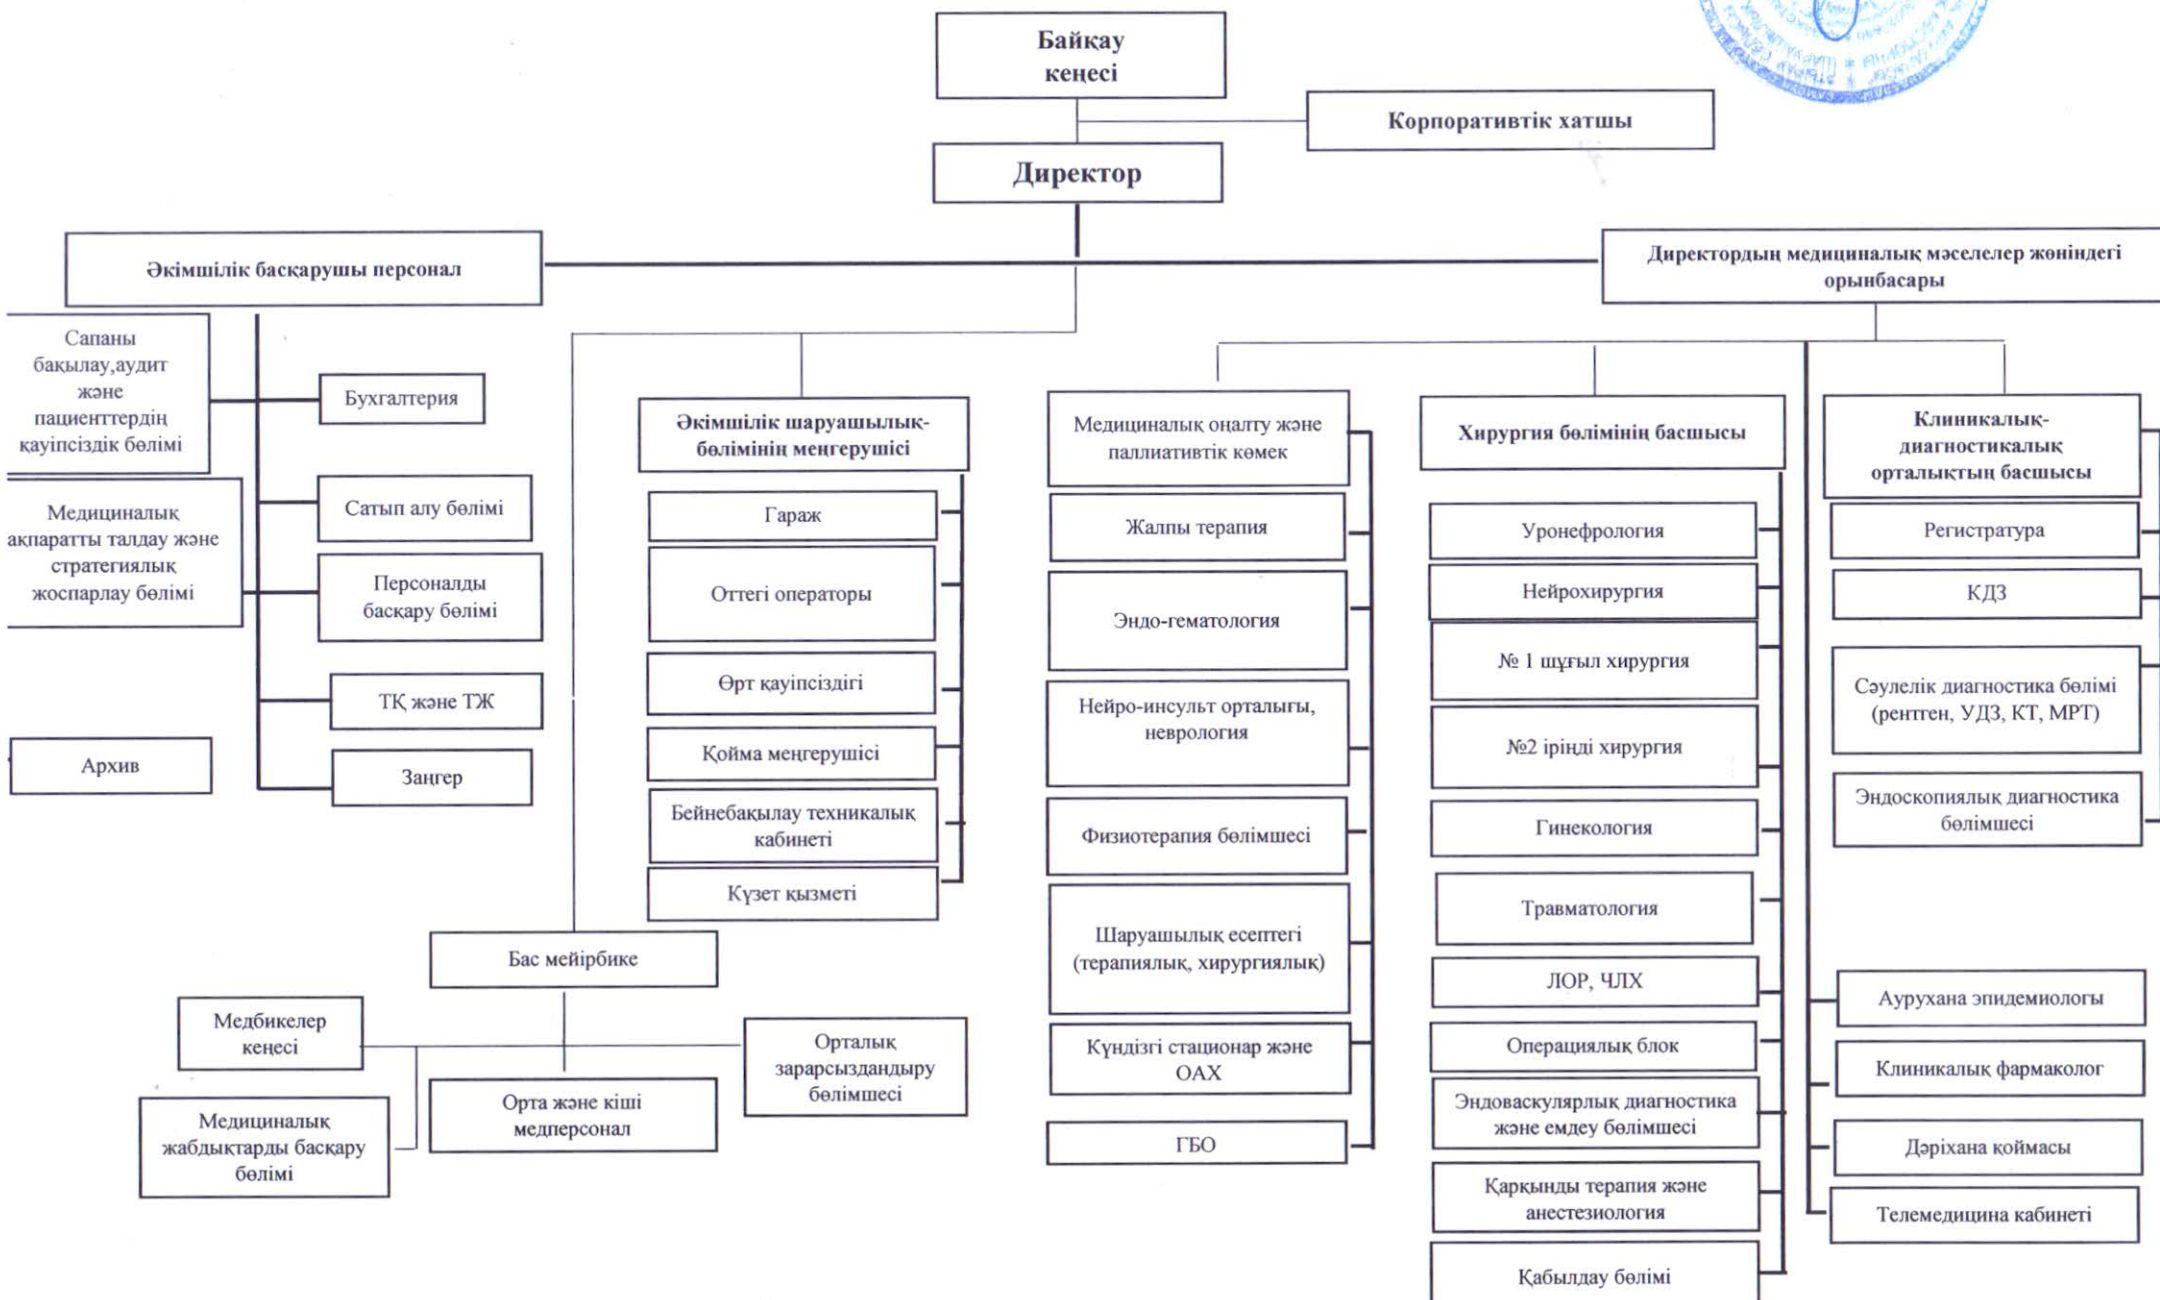 Байқау
кеңесі
Корпоративтік хатшы
Директор
Әкімшілік басқарушы персонал
Директордың медициналық мәселелер жөніндегі
орынбасары
Сапаны
бақылау,аудит
және
пациенттердің
қауіпсіздік бөлімі
Бухгалтерия
Медициналық
ақпаратты талдау және
стратегиялық
жоспарлау бөлімі
Сатып алу бөлімі
Персоналды
басқару бөлімі
ТҚ және ТЖ
Архив
Заңгер
Әкімшілік шаруашылық-
бөлімінің меңгерушісі
Гараж
Оттегі операторы
Өрт қауіпсіздігі
Қойма меңгерушісі
Бейнебақылау техникалық
кабинеті
Күзет қызметі
Бас мейірбике
Медбикелер
кеңесі
Медициналық
жабдықтарды басқару
бөлімі
Орта және кіші
медперсонал
Орталық
зарарсыздандыру
бөлімшесі
Медициналық оңалту және
паллиативтік көмек
Жалпы терапия
Эндо-гематология
Нейро-инсульт орталығы,
неврология
Физиотерапия бөлімшесі
Шаруашылық есептегі
(терапиялық, хирургиялық)
Күндізгі стационар және
ОАХ
ГБО
Хирургия бөлімінің басшысы
Уронефрология
Нейрохирургия
№ 1 шұғыл хирургия
№2 іріңді хирургия
Гинекология
Травматология
ЛОР, ЧЛХ
Операциялық блок
Эндоваскулярлық диагностика
және емдеу бөлімшесі
Қарқынды терапия және
анестезиология
Қабылдау бөлімі
Клиникалық-
диагностикалық
орталықтың басшысы
Регистратура
КДЗ
Сәулелік диагностика бөлімі
(рентген, УДЗ, КТ, МРТ)
Эндоскопиялық диагностика
бөлімшесі
Аурухана эпидемиологы
Клиникалық фармаколог
Дәріхана қоймасы
Телемедицина кабинеті